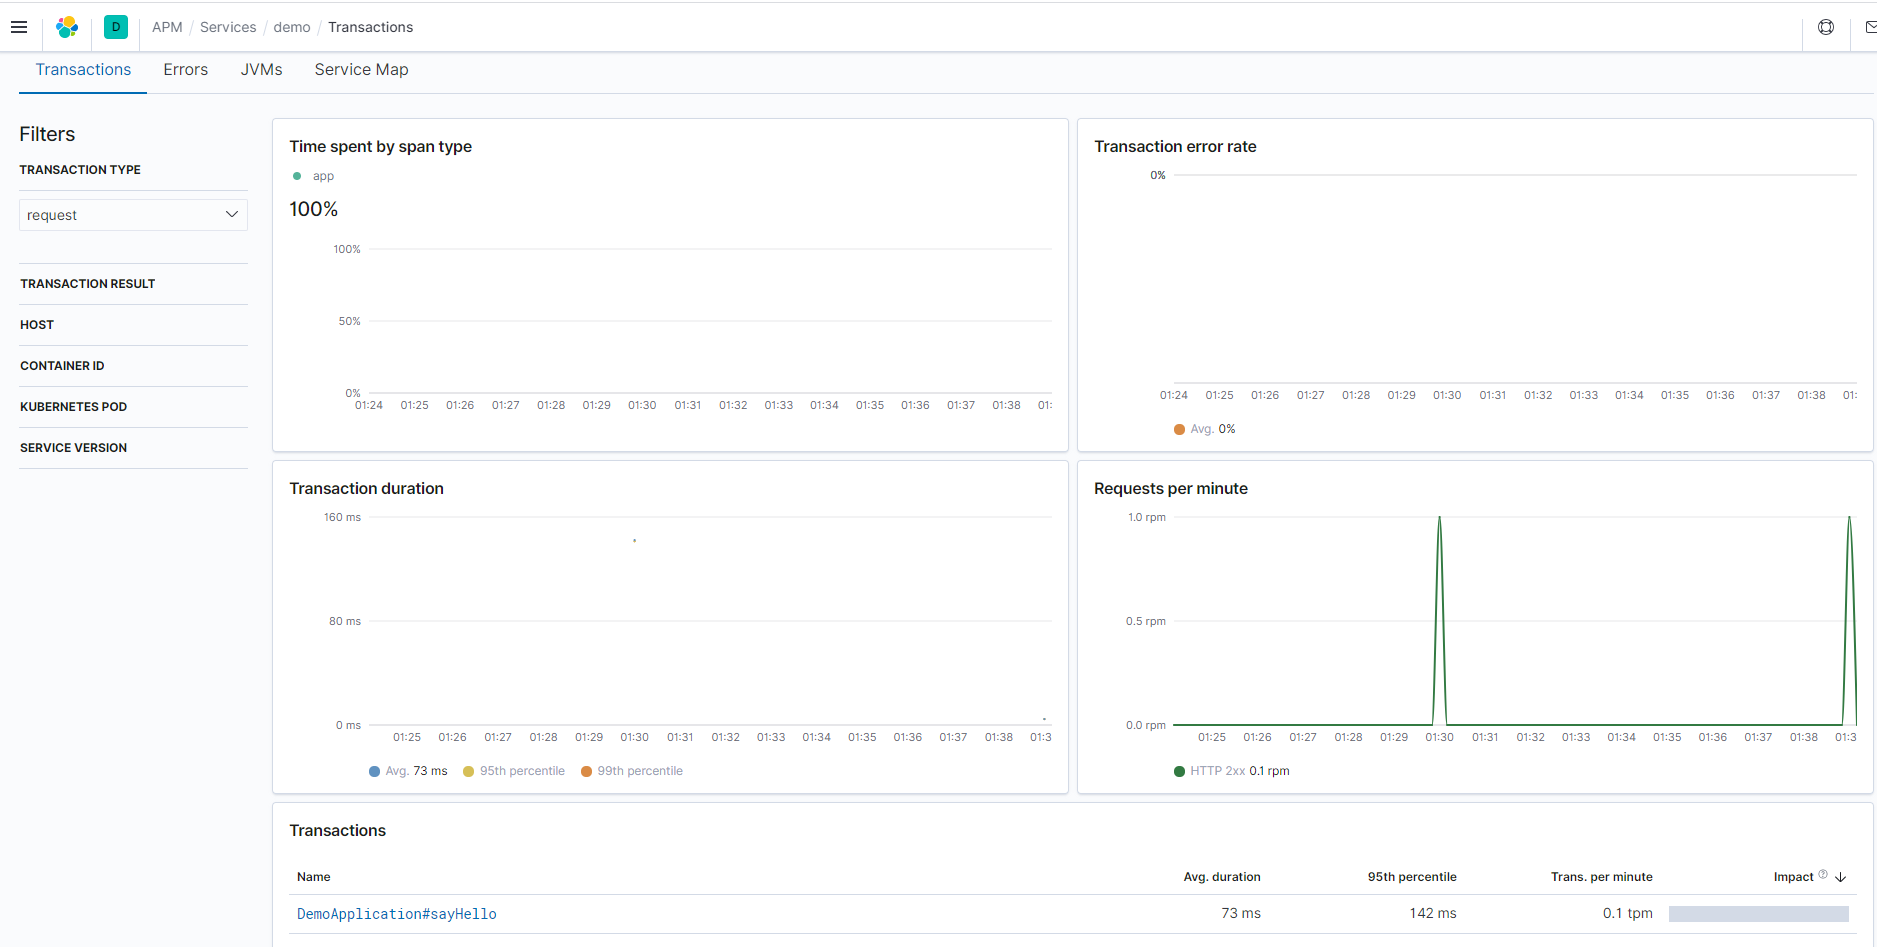 D APM / Services / demo / Transactions
Transactions Errors JVMs Service Map
Filters
TRANSACTION TYPE
request
TRANSACTION RESULT
HOST
CONTAINER ID
KUBERNETES POD
SERVICE VERSION
Time spent by span type
app
100%
100%
50%
0%
01:24 01:25 01:26 01:27 01:28 01:29 01:30 01:31 01:32 01:33 01:34 01:35 01:36 01:37 01:38 01:
Transaction error rate
0%
01:24 01:25 01:26 01:27 01:28 01:29 01:30 01:31 01:32 01:33 01:34 01:35 01:36 01:37 01:38 01:
Avg. 0%
Transaction duration
160 ms
80 ms
0 ms
01:25 01:26 01:27 01:28 01:29 01:30 01:31 01:32 01:33 01:34 01:35 01:36 01:37 01:38 01:3
Avg. 73 ms 95th percentile 99th percentile
Requests per minute
1.0 rpm
0.5 rpm
0.0 rpm
01:25 01:26 01:27 01:28 01:29 01:30 01:31 01:32 01:33 01:34 01:35 01:36 01:37 01:38 01:3
HTTP 2xx 0.1 rpm
Transactions
Name Avg. duration 95th percentile Trans. per minute Impact
DemoApplication#sayHello 73 ms 142 ms 0.1 tpm